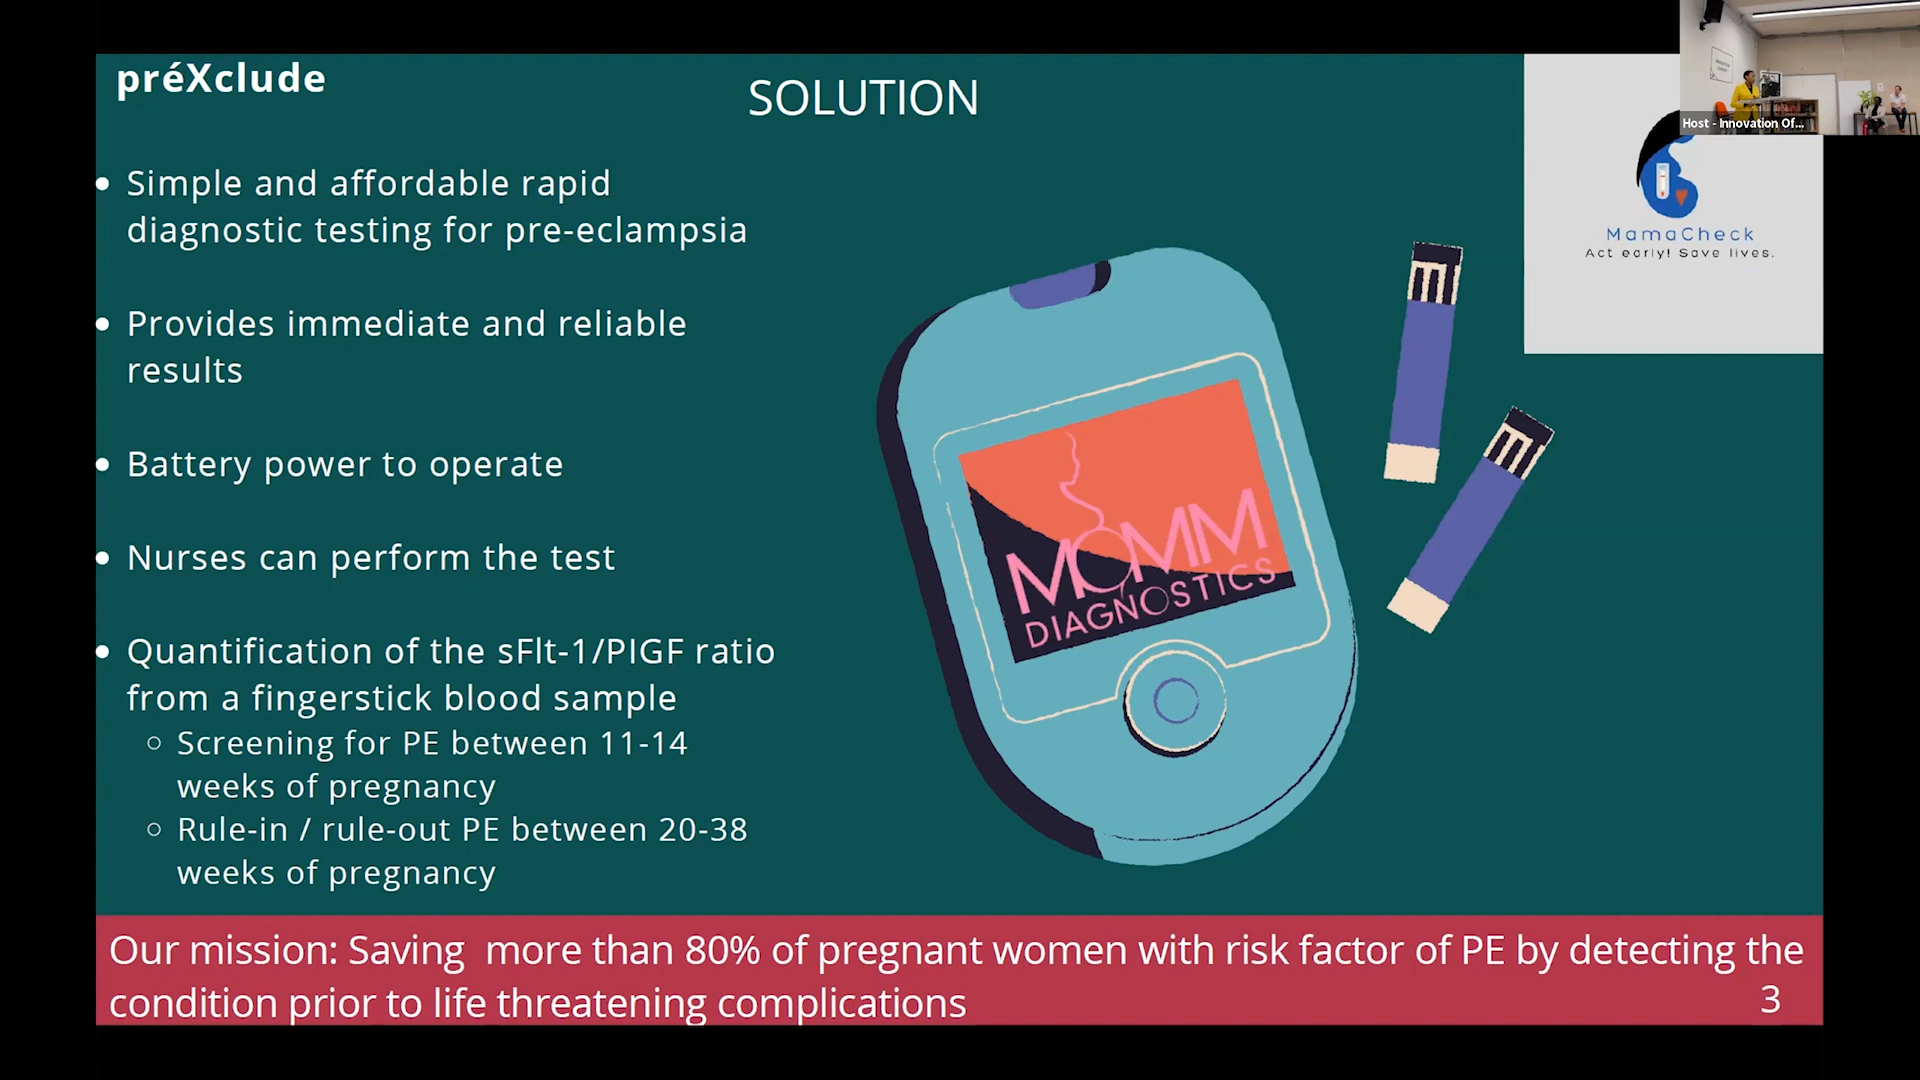 préXclude
SOLUTION
Host - Innovation Of...
MamaCheck
Act early! Save lives.
• Simple and affordable rapid
diagnostic testing for pre-eclampsia
• Provides immediate and reliable
results
• Battery power to operate
• Nurses can perform the test
• Quantification of the sFlt-1/PIGF ratio
from a fingerstick blood sample
○ Screening for PE between 11-14
weeks of pregnancy
○ Rule-in / rule-out PE between 20-38
weeks of pregnancy
MOMM
DIAGNOSTICS
Our mission: Saving  more than 80% of pregnant women with risk factor of PE by detecting the
condition prior to life threatening complications
3